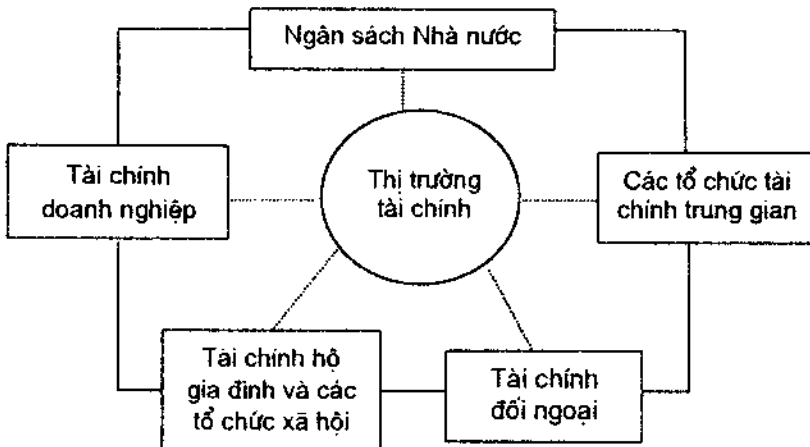 Ngân sách Nhà nước
Tài chính
doanh nghiệp
Thị trường
tài chính
Các tổ chức tài
chính trung gian
Tài chính hộ
gia đình và các
tổ chức xã hội
Tài chính
đối ngoại